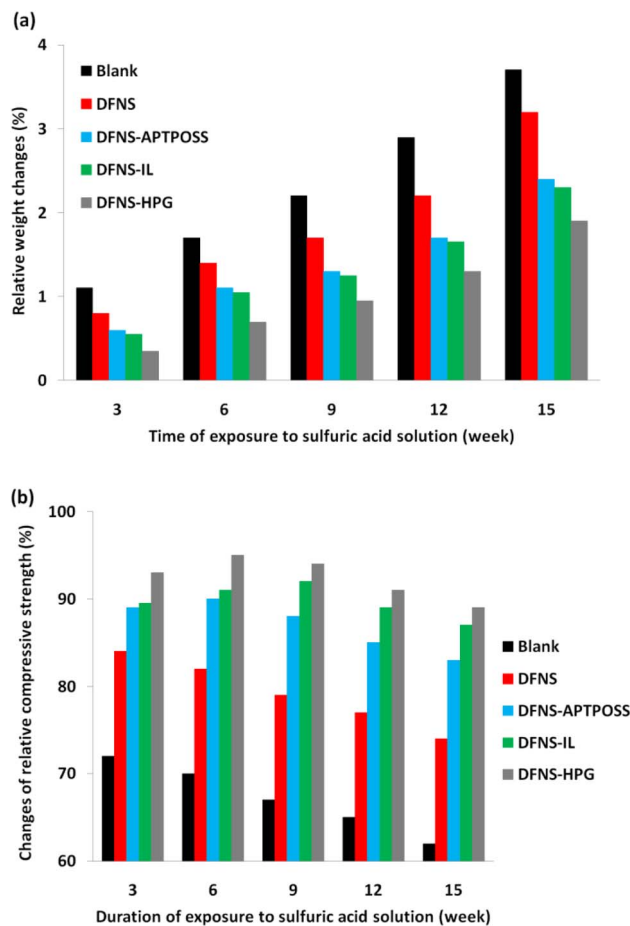 (a)
Relative weight changes (%)
4
3
2
1
0
Blank
DFNS
DFNS-APTPOSS
DFNS-IL
DFNS-HPG
3 6 9 12 15
Time of exposure to sulfuric acid solution (week)
(b)
Changes of relative compressive strength (%)
100
90
80
70
60
Blank
DFNS
DFNS-APTPOSS
DFNS-IL
DFNS-HPG
3 6 9 12 15
Duration of exposure to sulfuric acid solution (week)